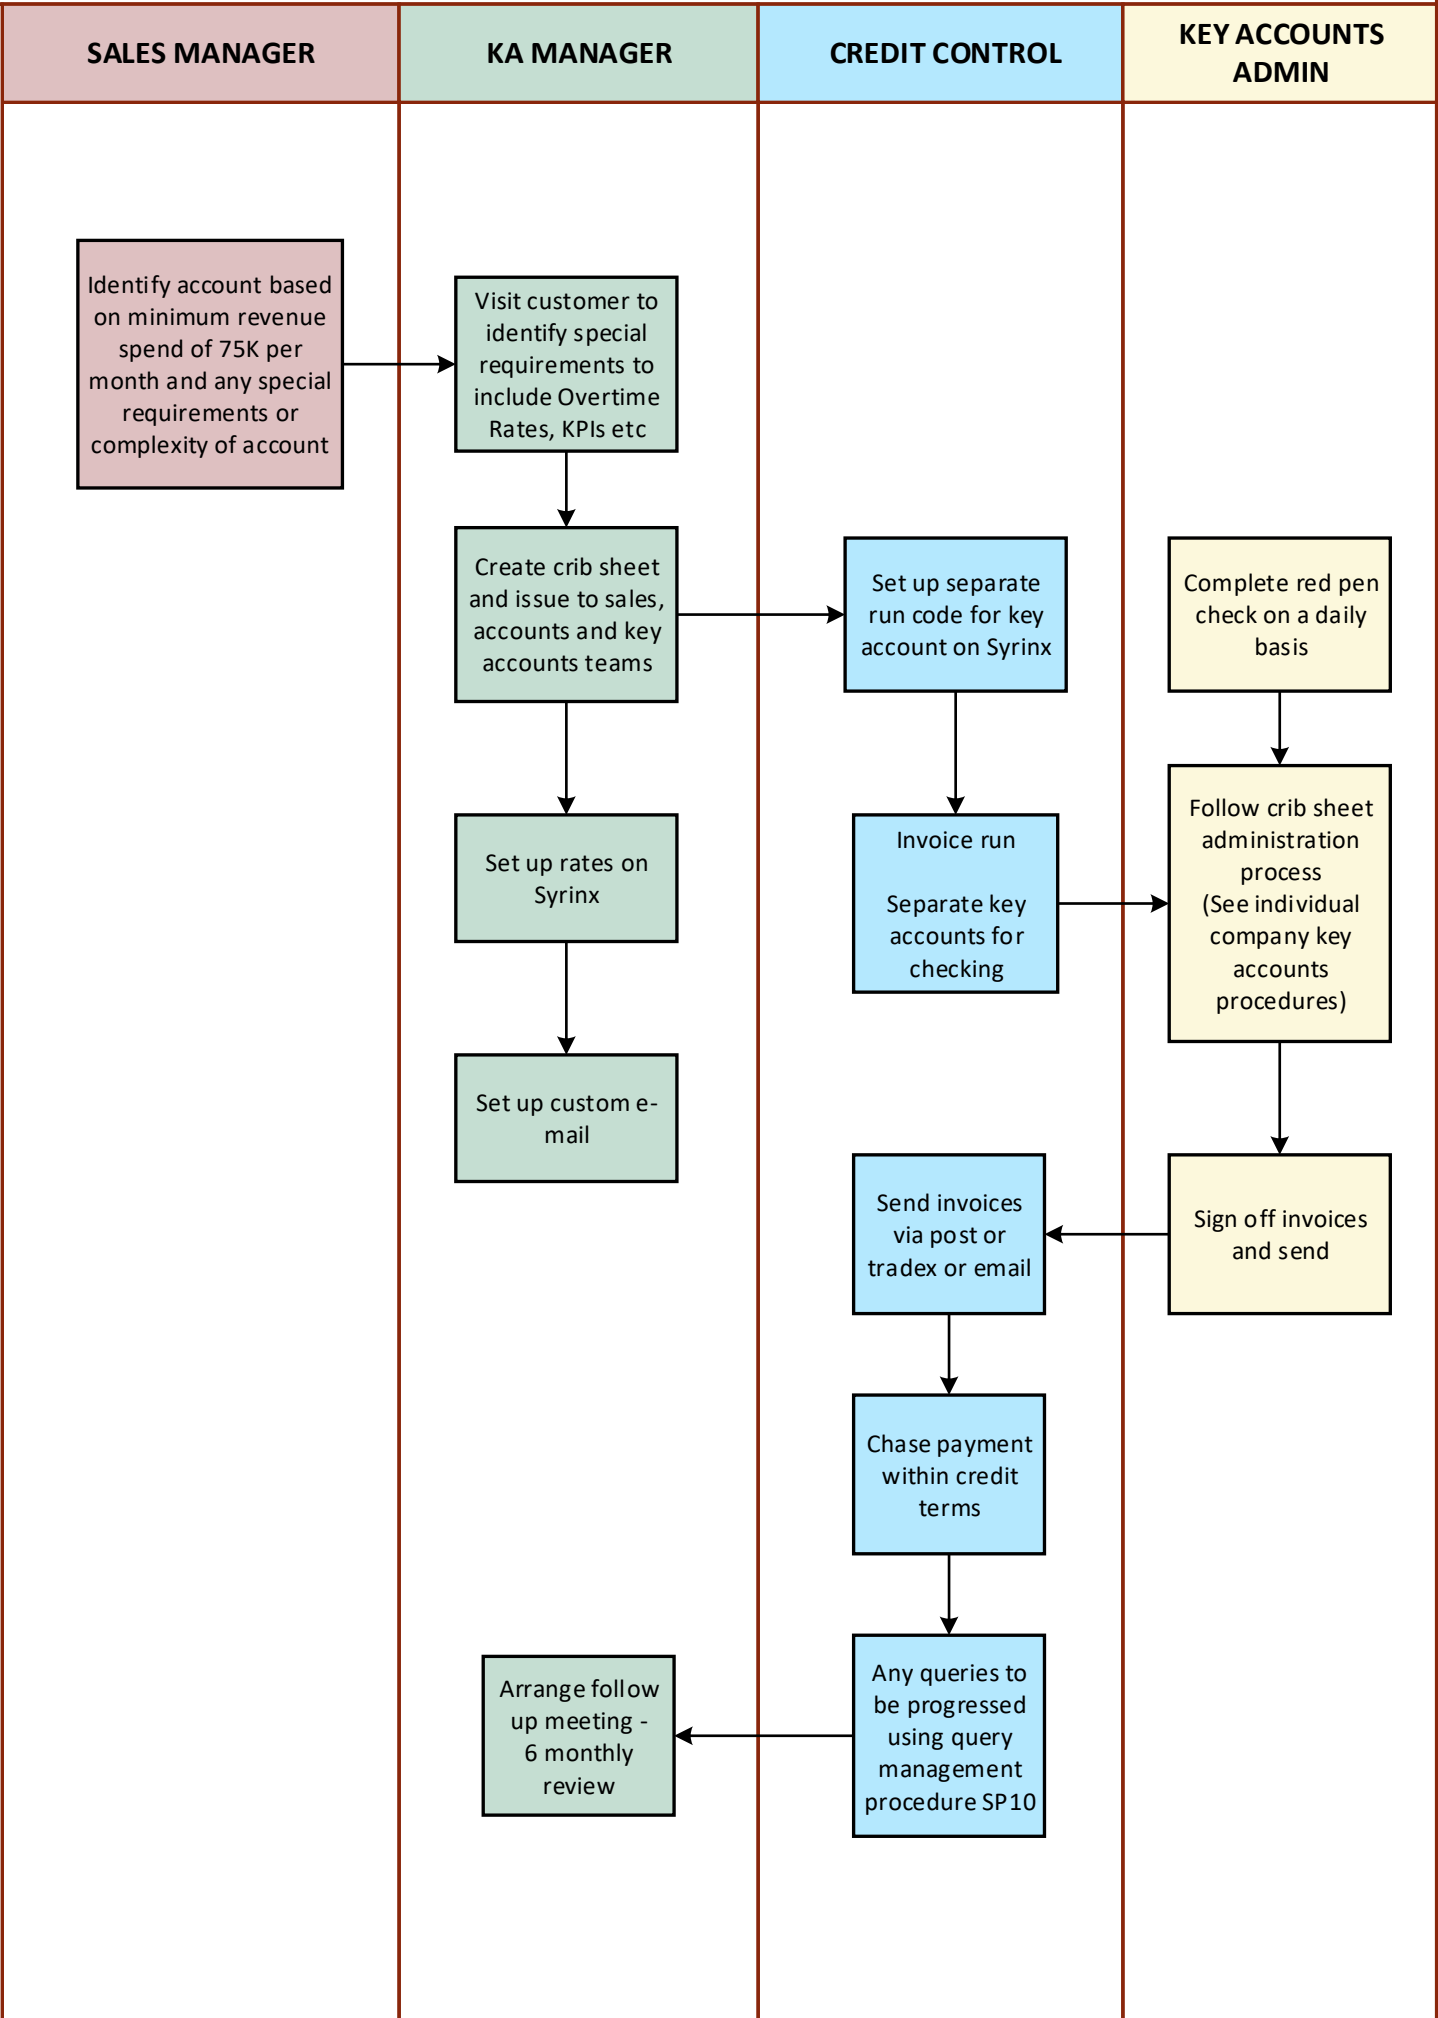 SALES MANAGER
KA MANAGER
CREDIT CONTROL
KEY ACCOUNTS
ADMIN
Identify account based
on minimum revenue
spend of 75K per
month and any special
requirements or
complexity of account
Visit customer to
identify special
requirements to
include Overtime
Rates, KPIs etc
Create crib sheet
and issue to sales,
accounts and key
accounts teams
Set up separate
run code for key
account on Syrinx
Complete red pen
check on a daily
basis
Set up rates on
Syrinx
Invoice run
Separate key
accounts for
checking
Follow crib sheet
administration
process
(See individual
company key
accounts
procedures)
Set up custom e-
mail
Send invoices
via post or
tradex or email
Sign off invoices
and send
Chase payment
within credit
terms
Arrange follow
up meeting -
6 monthly
review
Any queries to
be progressed
using query
management
procedure SP10